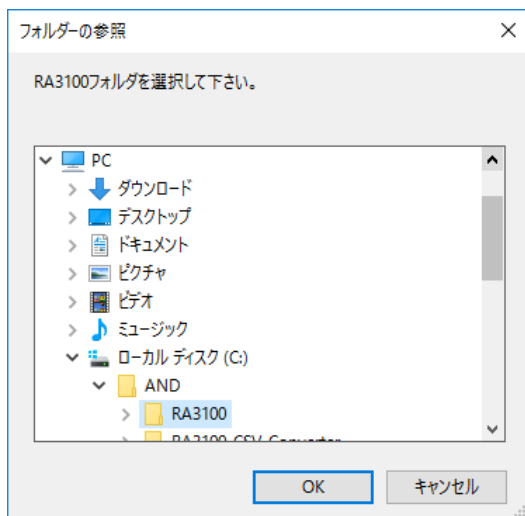 フォルダーの参照
RA3100フォルダを選択して下さい。
PC
ダウンロード
デスクトップ
ドキュメント
ピクチャ
ビデオ
ミュージック
ローカル ディスク (C:)
AND
RA3100
RA3100-CSV-Converter
OK
キャンセル